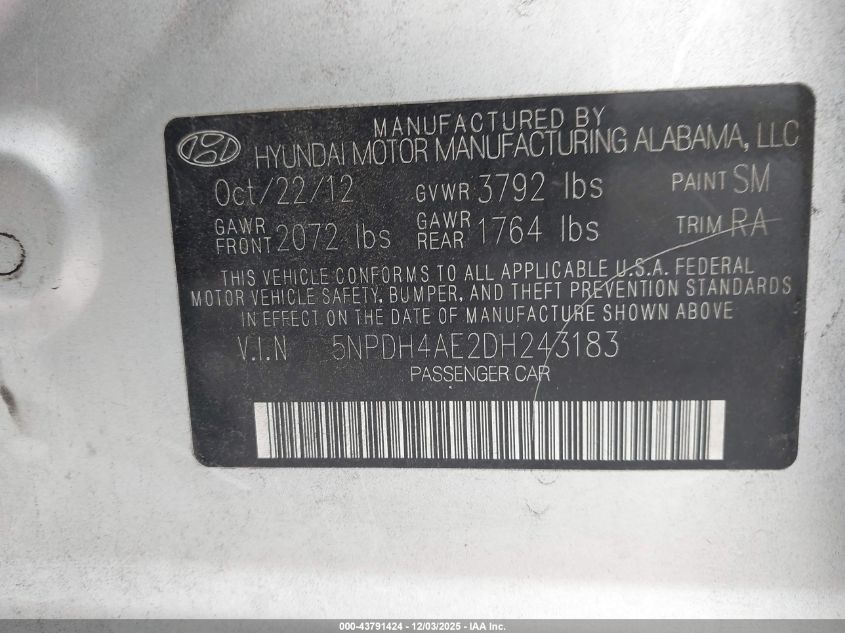 MANUFACTURED BY
HYUNDAI MOTOR MANUFACTURING ALABAMA, LLC
Oct/22/12 GVWR 3792 lbs PAINT SM
GAWR FRONT 2072 lbs GAWR REAR 1764 lbs TRIM RA
THIS VEHICLE CONFORMS TO ALL APPLICABLE U.S.A. FEDERAL
MOTOR VEHICLE SAFETY, BUMPER, AND THEFT PREVENTION STANDARDS
IN EFFECT ON THE DATE OF MANUFACTURE SHOWN ABOVE
V.I.N 5NPDH4AE2DH243183
PASSENGER CAR
000-43791424 - 12/03/2025 - IAA Inc.